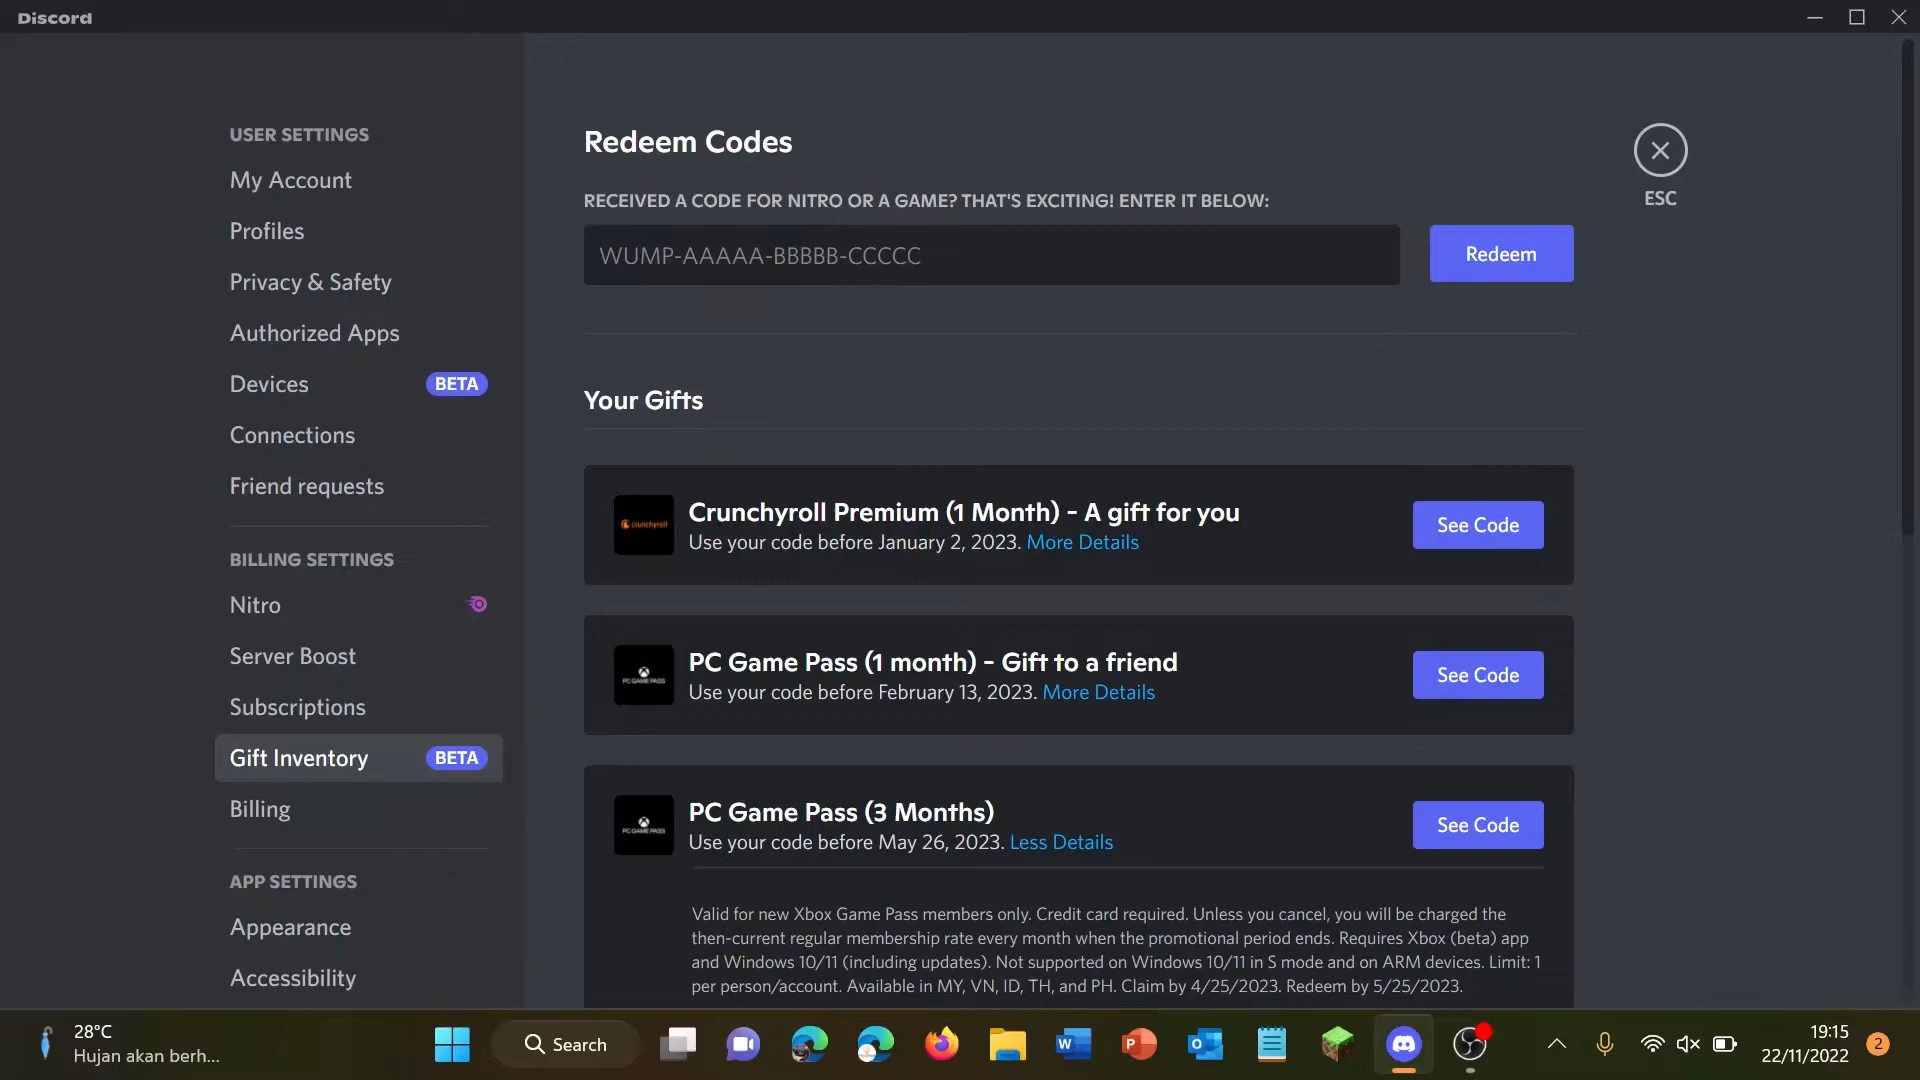 Discord
USER SETTINGS
My Account
Profiles
Privacy & Safety
Authorized Apps
Devices
BETA
Connections
Friend requests
BILLING SETTINGS
Nitro
Server Boost
Subscriptions
Gift Inventory
BETA
Billing
APP SETTINGS
Appearance
Accessibility
Redeem Codes
RECEIVED A CODE FOR NITRO OR A GAME? THAT'S EXCITING! ENTER IT BELOW:
WUMP-AAAAA-BBBBB-CCCCC
Redeem
ESC
Your Gifts
crunchyroll
Crunchyroll Premium (1 Month) - A gift for you
Use your code before January 2, 2023. More Details
See Code
PC GAME PASS
PC Game Pass (1 month) - Gift to a friend
Use your code before February 13, 2023. More Details
See Code
PC GAME PASS
PC Game Pass (3 Months)
Use your code before May 26, 2023. Less Details
See Code
Valid for new Xbox Game Pass members only. Credit card required. Unless you cancel, you will be charged the
then-current regular membership rate every month when the promotional period ends. Requires Xbox (beta) app
and Windows 10/11 (including updates). Not supported on Windows 10/11 in S mode and on ARM devices. Limit: 1
per person/account. Available in MY, VN, ID, TH, and PH. Claim by 4/25/2023. Redeem by 5/25/2023.
28°C
Hujan akan berh...
Search
W
P
O
19:15
22/11/2022
2